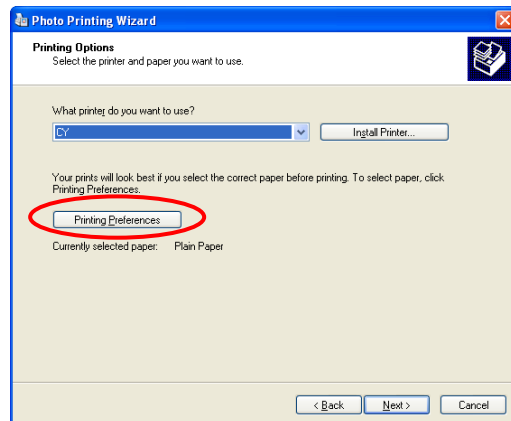 Photo Printing Wizard
Printing Options
Select the printer and paper you want to use.
What printer do you want to use?
CY
Install Printer...
Your prints will look best if you select the correct paper before printing. To select paper, click
Printing Preferences.
Printing Preferences
Currently selected paper: Plain Paper
< Back Next > Cancel